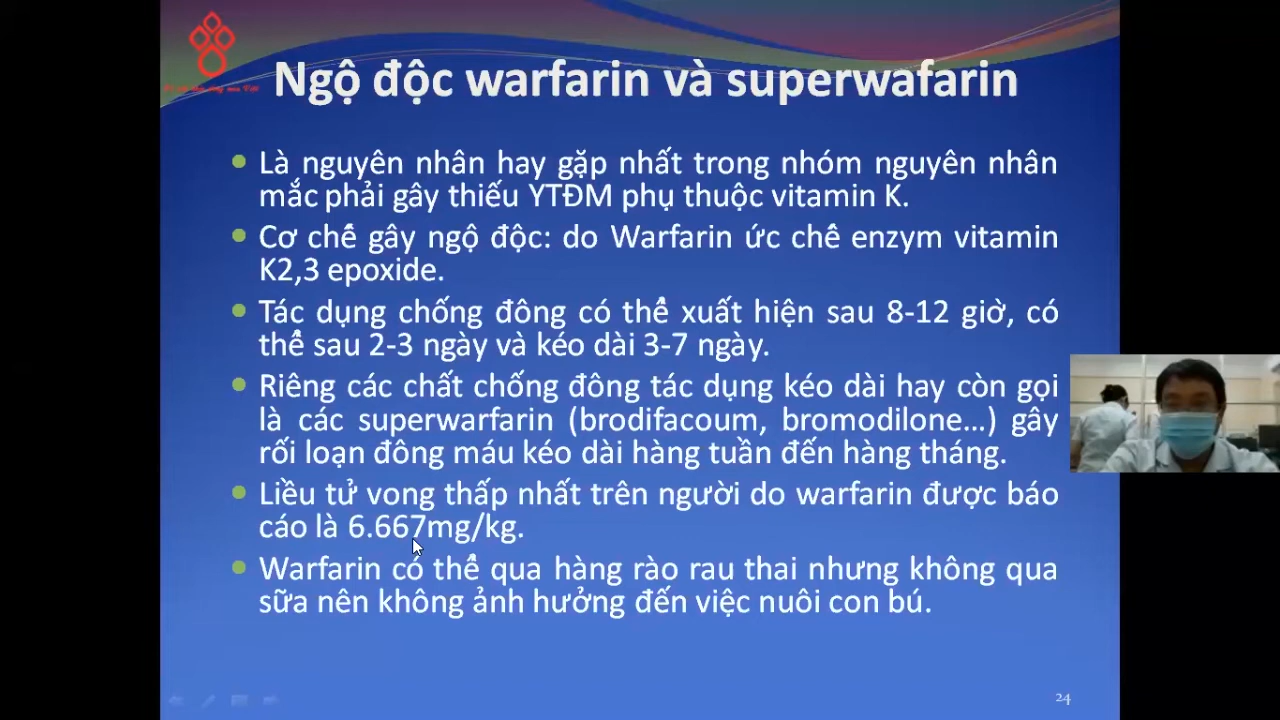 Ngộ độc warfarin và superwafarin
Là nguyên nhân hay gặp nhất trong nhóm nguyên nhân
mắc phải gây thiếu YTĐM phụ thuộc vitamin K.
Cơ chế gây ngộ độc: do Warfarin ức chế enzym vitamin
K2,3 epoxide.
Tác dụng chống đông có thể xuất hiện sau 8-12 giờ, có
thể sau 2-3 ngày và kéo dài 3-7 ngày.
Riêng các chất chống đông tác dụng kéo dài hay còn gọi
là các superwarfarin (brodifacoum, bromodilone...) gây
rối loạn đông máu kéo dài hàng tuần đến hàng tháng.
Liều tử vong thấp nhất trên người do warfarin được báo
cáo là 6.667mg/kg.
Warfarin có thể qua hàng rào rau thai nhưng không qua
sữa nên không ảnh hưởng đến việc nuôi con bú.
24